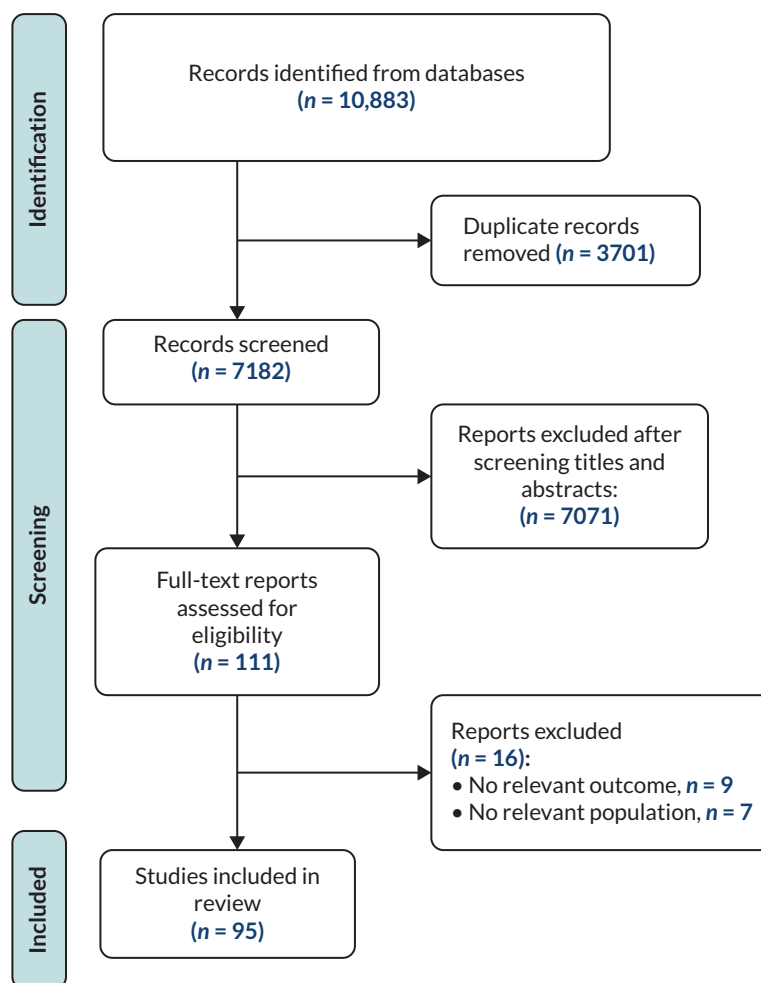 Identification
Records identified from databases
(n = 10,883)
Duplicate records
removed (n = 3701)
Screening
Records screened
(n = 7182)
Reports excluded after
screening titles and
abstracts:
(n = 7071)
Full-text reports
assessed for
eligibility
(n = 111)
Reports excluded
(n = 16):
• No relevant outcome, n = 9
• No relevant population, n = 7
Included
Studies included in
review
(n = 95)